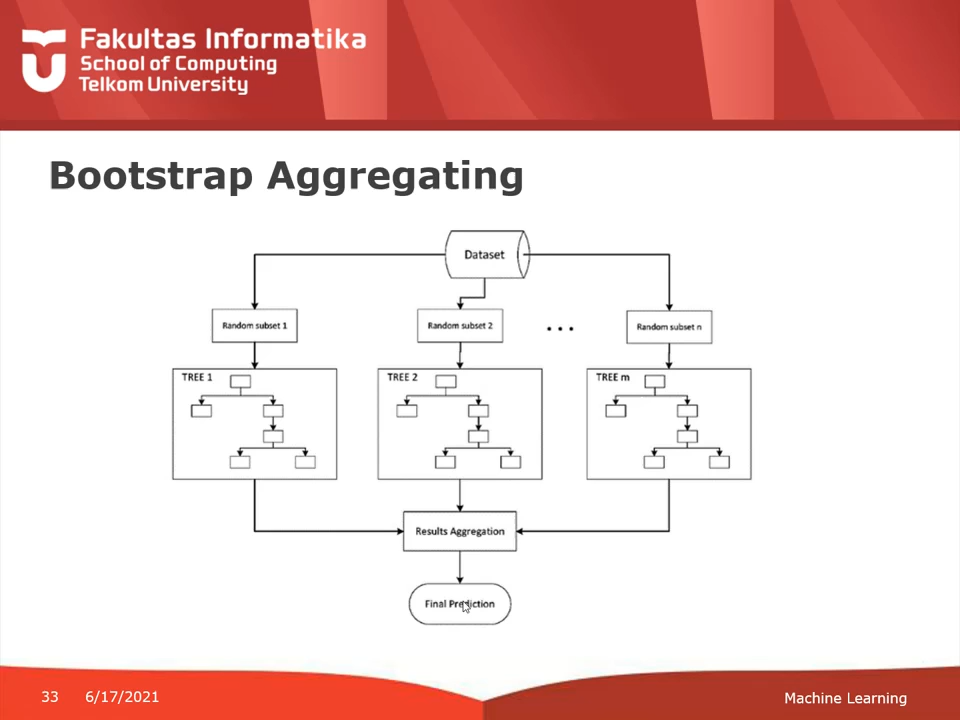 Fakultas Informatika
School of Computing
Telkom University
Bootstrap Aggregating
Dataset
Random subset 1
Random subset 2
...
Random subset n
TREE 1
TREE 2
TREE m
Results Aggregation
Final Prediction
33 6/17/2021
Machine Learning